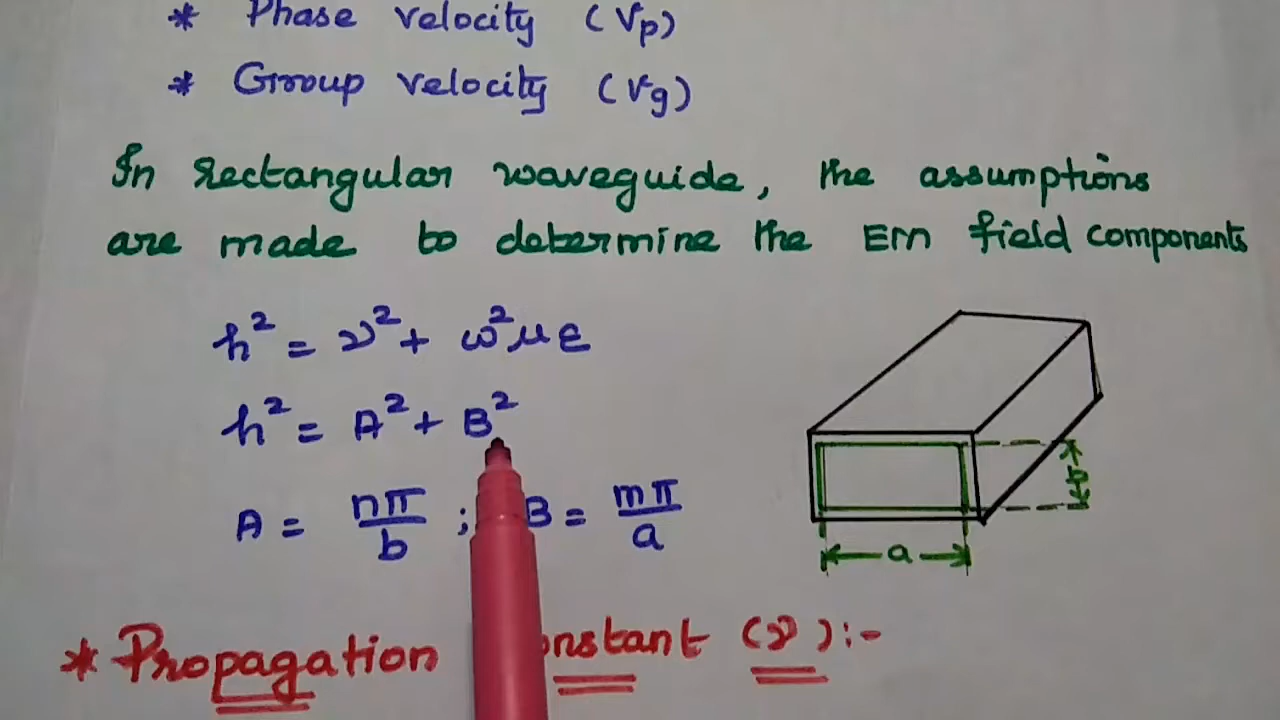 * Phase velocity (Vp)
* Group velocity (Vg)
In rectangular waveguide, the assumptions
are made to determine the EM field components
h² = γ² + ω²με
h² = A² + B²
A = nπ/b ; B = mπ/a
b
a
* Propagation onstant (γ) :-